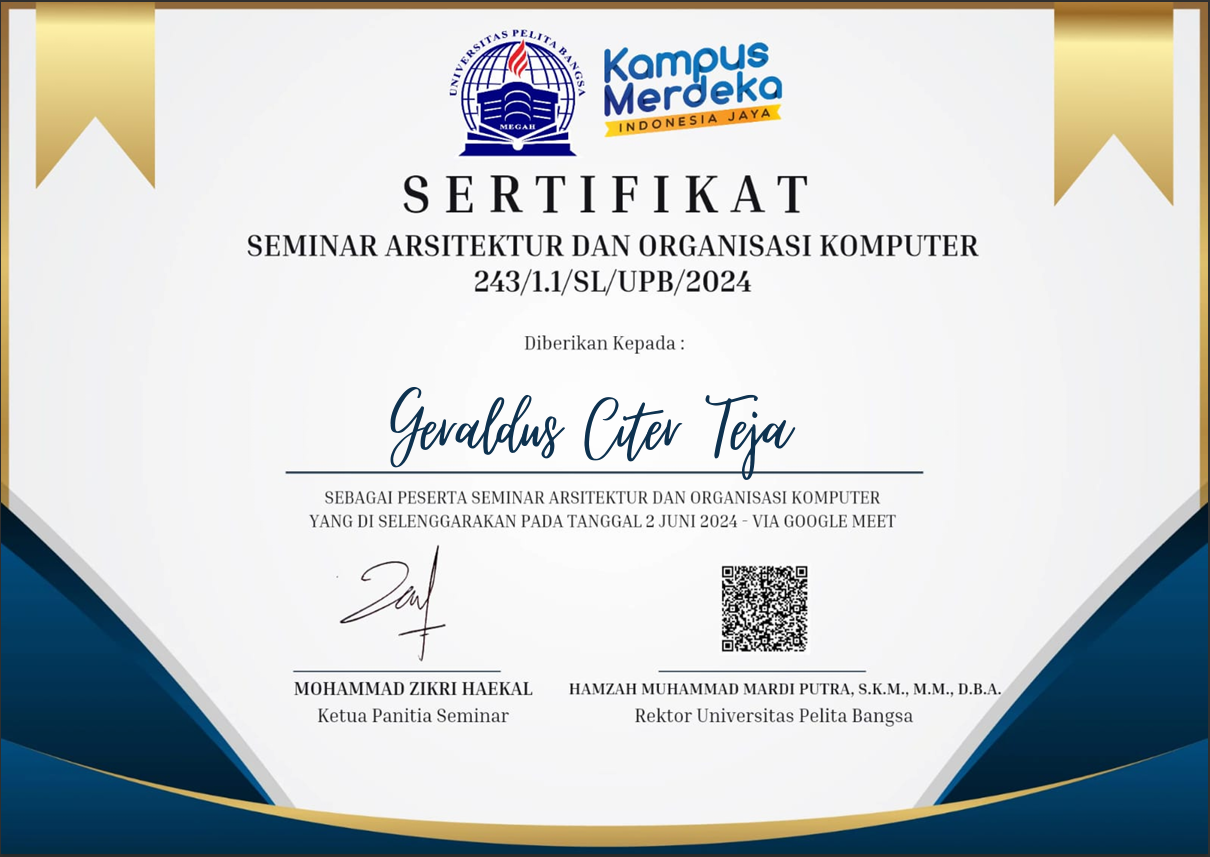 UNIVERSITAS PELITA BANGSA
MEGAH
Kampus
Merdeka
INDONESIA JAYA
SERTIFIKAT
SEMINAR ARSITEKTUR DAN ORGANISASI KOMPUTER
243/1.1/SL/UPB/2024
Diberikan Kepada :
Geraldus Citer Teja
SEBAGAI PESERTA SEMINAR ARSITEKTUR DAN ORGANISASI KOMPUTER
YANG DI SELENGGARAKAN PADA TANGGAL 2 JUNI 2024 - VIA GOOGLE MEET
MOHAMMAD ZIKRI HAEKAL
Ketua Panitia Seminar
HAMZAH MUHAMMAD MARDI PUTRA, S.K.M., M.M., D.B.A.
Rektor Universitas Pelita Bangsa